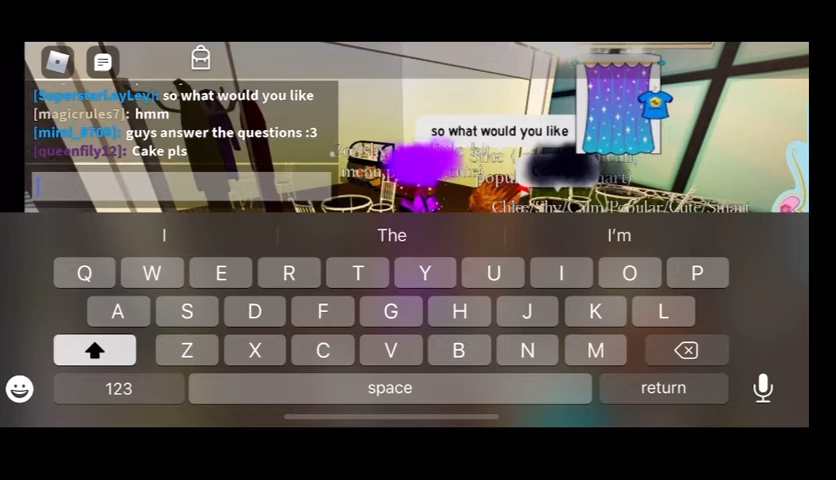 [SuperstarLeyLey]: so what would you like
[magicrules7]: hmm
guys answer the questions :3
[queenfily12]: Cake pls
so what would you like
Chloe/Shy/Calm/Popular/Cute/Smart
I
The
I'm
Q W E R T Y U I O P
A S D F G H J K L
Z X C V B N M
123
space
return